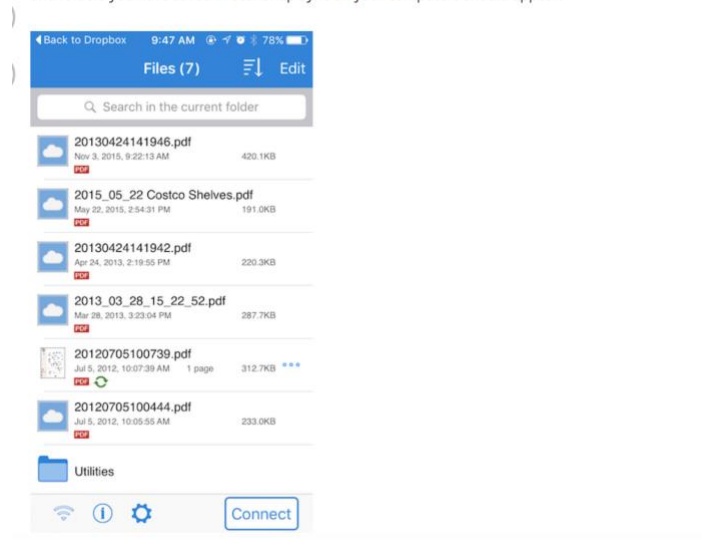 Back to Dropbox 9:47 AM 78%
Files (7) Edit
Search in the current folder
20130424141946.pdf
Nov 3, 2015, 9:22:13 AM 420.1KB
PDF
2015_05_22 Costco Shelves.pdf
May 22, 2015, 2:54:31 PM 191.0KB
PDF
20130424141942.pdf
Apr 24, 2013, 2:19:55 PM 220.3KB
PDF
2013_03_28_15_22_52.pdf
Mar 28, 2013, 3:23:04 PM 287.7KB
PDF
20120705100739.pdf
Jul 5, 2012, 10:07:39 AM 1 page 312.7KB
PDF
20120705100444.pdf
Jul 5, 2012, 10:05:55 AM 233.0KB
PDF
Utilities
Connect